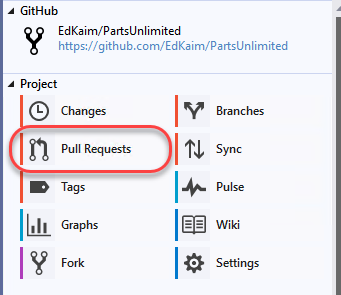 GitHub
EdKaim/PartsUnlimited
https://github.com/EdKaim/PartsUnlimited
Project
Changes Branches
Pull Requests Sync
Tags Pulse
Graphs Wiki
Fork Settings